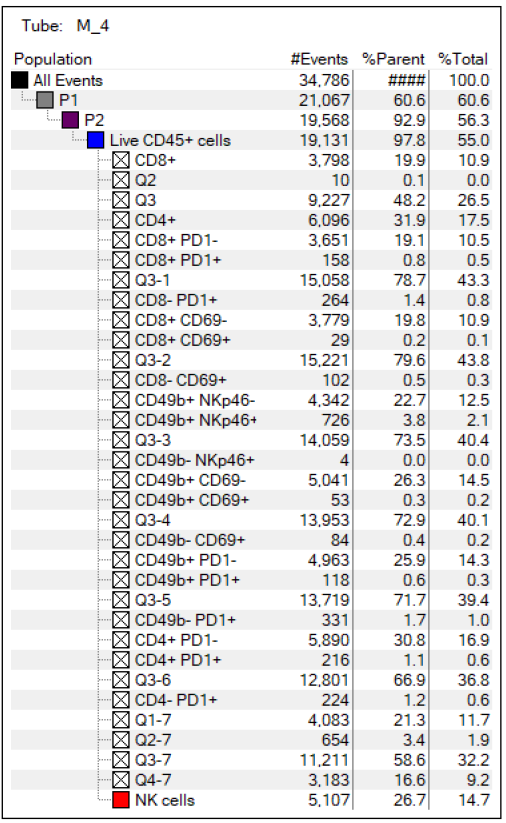 Tube: M_4
Population #Events %Parent %Total
All Events 34,786 #### 100.0
P1 21,067 60.6 60.6
P2 19,568 92.9 56.3
Live CD45+ cells 19,131 97.8 55.0
CD8+ 3,798 19.9 10.9
Q2 10 0.1 0.0
Q3 9,227 48.2 26.5
CD4+ 6,096 31.9 17.5
CD8+ PD1- 3,651 19.1 10.5
CD8+ PD1+ 158 0.8 0.5
Q3-1 15,058 78.7 43.3
CD8- PD1+ 264 1.4 0.8
CD8+ CD69- 3,779 19.8 10.9
CD8+ CD69+ 29 0.2 0.1
Q3-2 15,221 79.6 43.8
CD8- CD69+ 102 0.5 0.3
CD49b+ NKp46- 4,342 22.7 12.5
CD49b+ NKp46+ 726 3.8 2.1
Q3-3 14,059 73.5 40.4
CD49b- NKp46+ 4 0.0 0.0
CD49b+ CD69- 5,041 26.3 14.5
CD49b+ CD69+ 53 0.3 0.2
Q3-4 13,953 72.9 40.1
CD49b- CD69+ 84 0.4 0.2
CD49b+ PD1- 4,963 25.9 14.3
CD49b+ PD1+ 118 0.6 0.3
Q3-5 13,719 71.7 39.4
CD49b- PD1+ 331 1.7 1.0
CD4+ PD1- 5,890 30.8 16.9
CD4+ PD1+ 216 1.1 0.6
Q3-6 12,801 66.9 36.8
CD4- PD1+ 224 1.2 0.6
Q1-7 4,083 21.3 11.7
Q2-7 654 3.4 1.9
Q3-7 11,211 58.6 32.2
Q4-7 3,183 16.6 9.2
NK cells 5,107 26.7 14.7